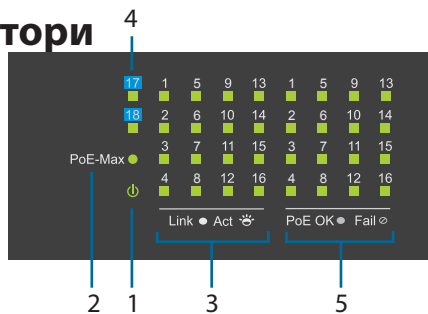 4
тори
17 1 5 9 13 1 5 9 13
18 2 6 10 14 2 6 10 14
3 7 11 15 3 7 11 15
PoE-Max
4 8 12 16 4 8 12 16
Link Act PoE OK Fail
2 1 3 5